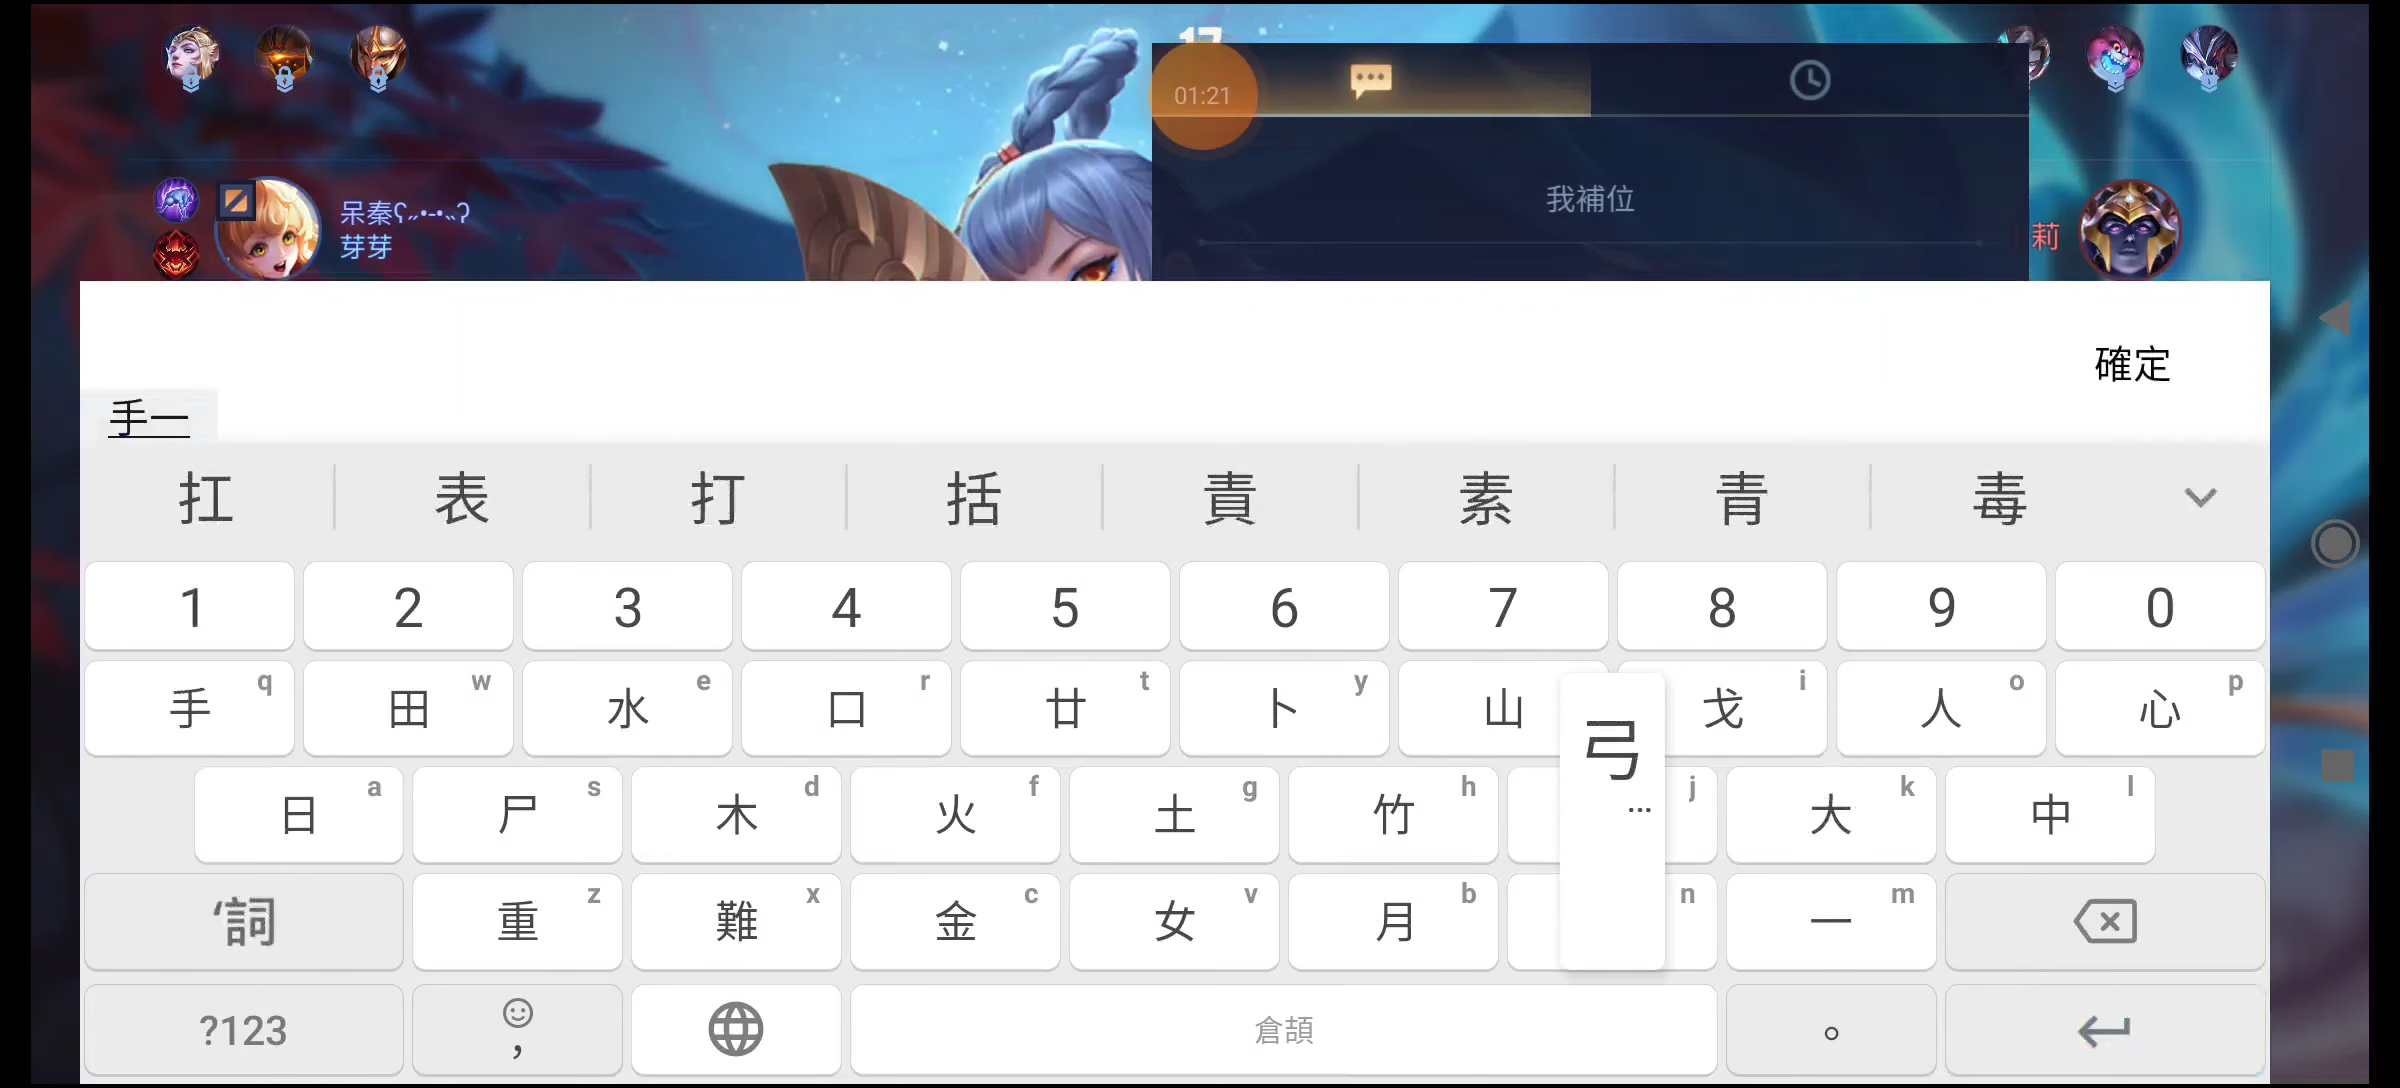 17
01:21
我補位
呆秦ʕ˶•-•˵ʔ
芽芽
莉
確定
手一
扛 表 打 括 責 素 青 毒
1 2 3 4 5 6 7 8 9 0
手 q 田 w 水 e 口 r 廿 t 卜 y 山 戈 i 人 o 心 p
弓
...
日 a 尸 s 木 d 火 f 土 g 竹 h j 大 k 中 l
‘詞 重 z 難 x 金 c 女 v 月 b n 一 m
?123 , 倉頡 。